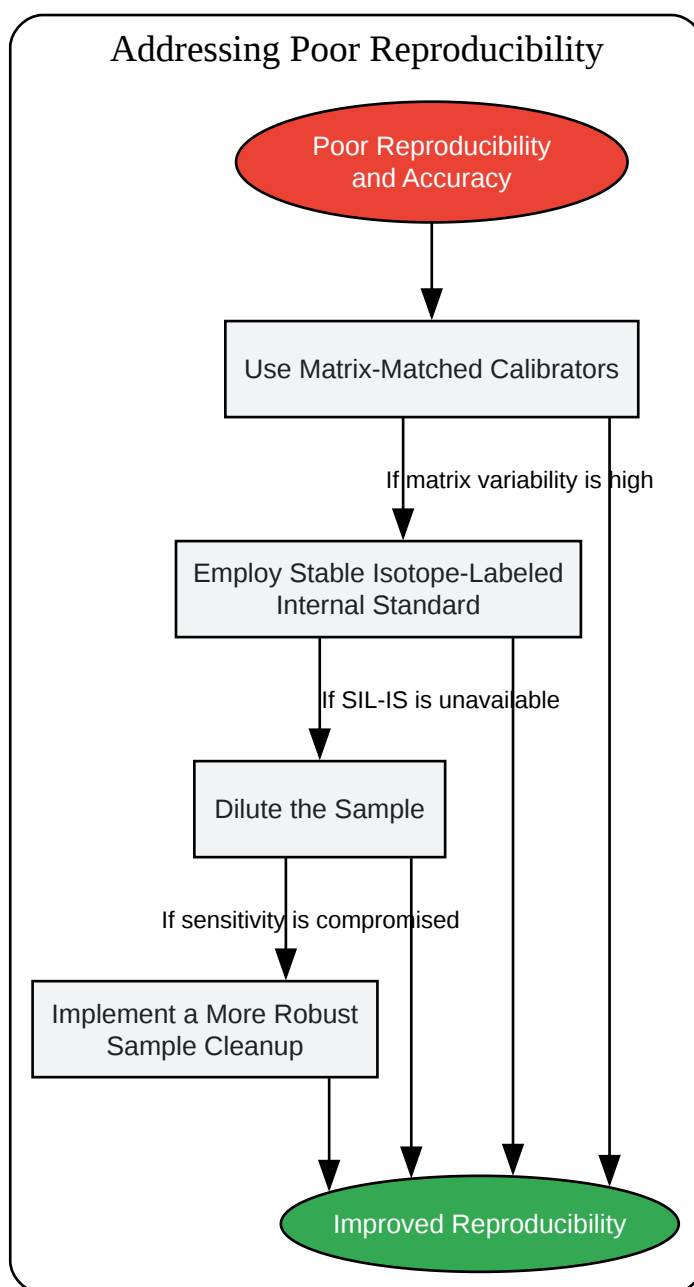 Addressing Poor Reproducibility
Poor Reproducibility
and Accuracy
Use Matrix-Matched Calibrators
If matrix variability is high
Employ Stable Isotope-Labeled
Internal Standard
If SIL-IS is unavailable
Dilute the Sample
If sensitivity is compromised
Implement a More Robust
Sample Cleanup
Improved Reproducibility